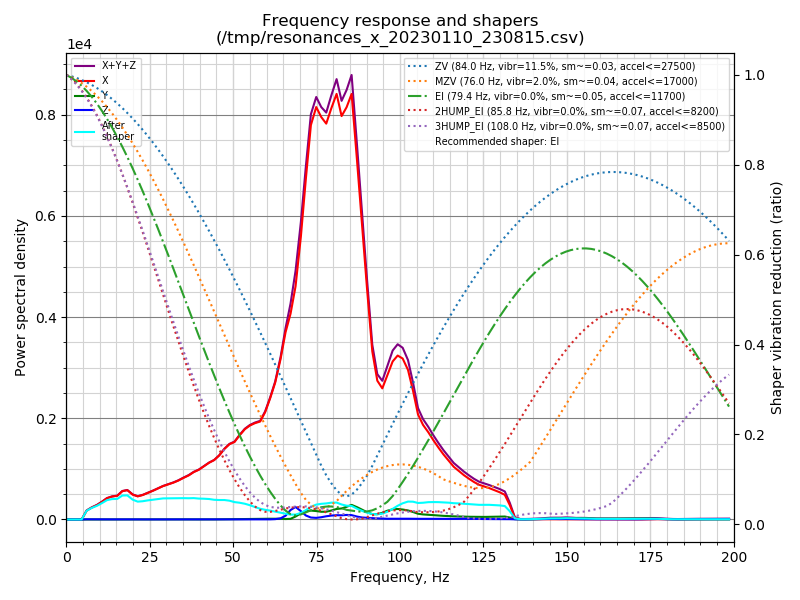 Frequency response and shapers
(/tmp/resonances_x_20230110_230815.csv)
1e4
X+Y+Z
X
Y
Z
After
shaper
ZV (84.0 Hz, vibr=11.5%, sm~=0.03, accel<=27500)
MZV (76.0 Hz, vibr=2.0%, sm~=0.04, accel<=17000)
EI (79.4 Hz, vibr=0.0%, sm~=0.05, accel<=11700)
2HUMP_EI (85.8 Hz, vibr=0.0%, sm~=0.07, accel<=8200)
3HUMP_EI (108.0 Hz, vibr=0.0%, sm~=0.07, accel<=8500)
Recommended shaper: EI
Power spectral density
0.8
0.6
0.4
0.2
0.0
1.0
0.8
0.6
0.4
0.2
0.0
Shaper vibration reduction (ratio)
0 25 50 75 100 125 150 175 200
Frequency, Hz